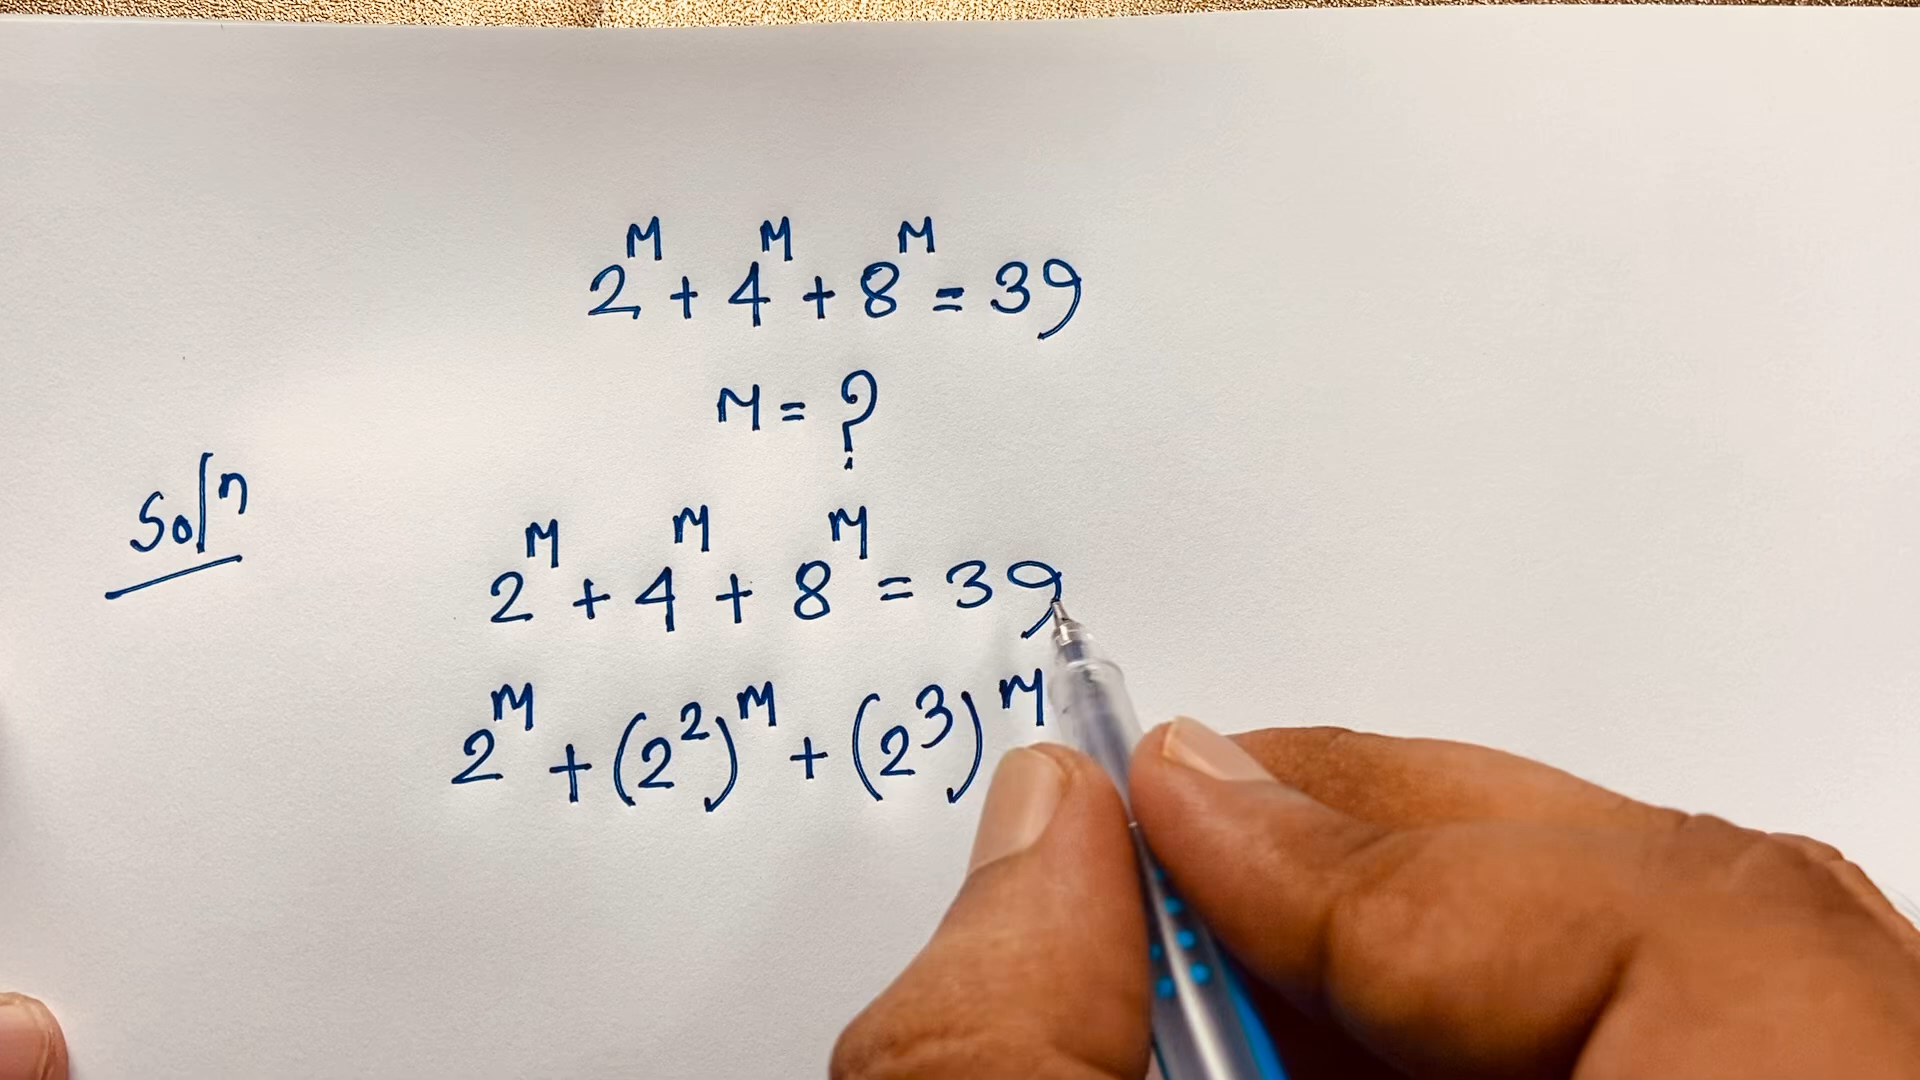 2^M + 4^M + 8^M = 39
M = ?
Sol^n
2^M + 4^M + 8^M = 39
2^M + (2^2)^M + (2^3)^M